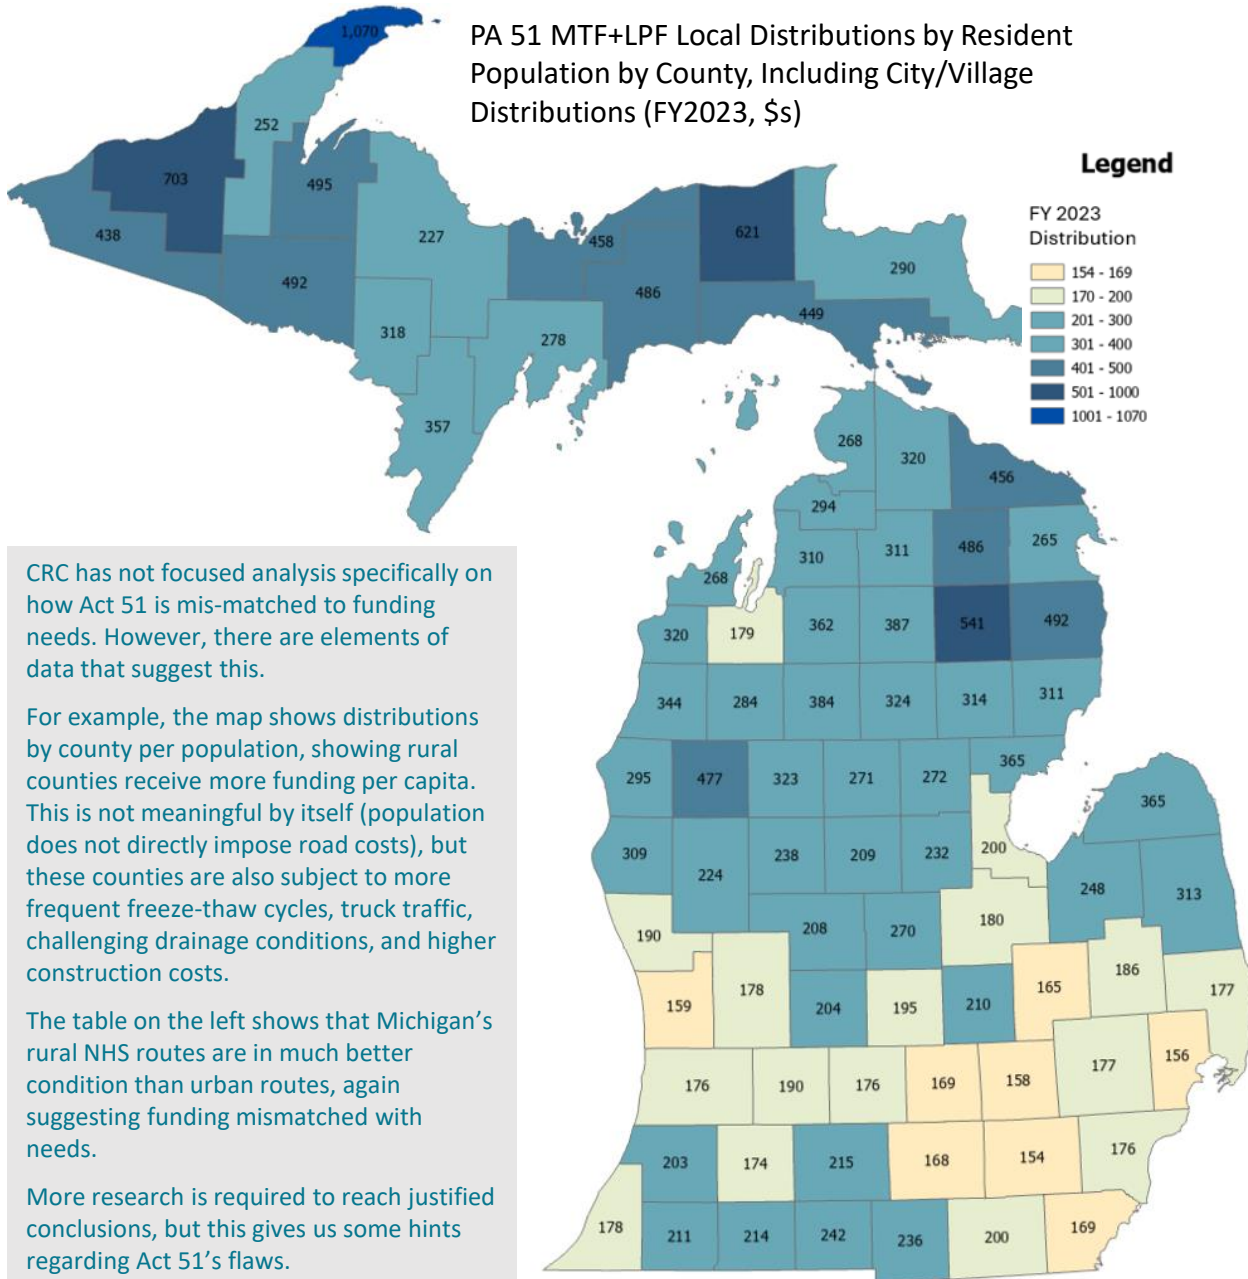 PA 51 MTF+LPF Local Distributions by Resident
Population by County, Including City/Village
Distributions (FY2023, $s)
Legend
FY 2023
Distribution
154 - 169
170 - 200
201 - 300
301 - 400
401 - 500
501 - 1000
1001 - 1070
1,070
252
703
495
438
227
492
458
621
290
486
449
318
278
357
268
320
456
294
310
311
486
265
268
320
179
362
387
541
492
344
284
384
324
314
311
295
477
323
271
272
365
365
309
224
238
209
232
200
248
313
190
208
270
180
159
178
204
195
210
165
186
177
176
190
176
169
158
177
156
203
174
215
168
154
176
178
211
214
242
236
200
169
CRC has not focused analysis specifically on
how Act 51 is mis-matched to funding
needs. However, there are elements of
data that suggest this.
For example, the map shows distributions
by county per population, showing rural
counties receive more funding per capita.
This is not meaningful by itself (population
does not directly impose road costs), but
these counties are also subject to more
frequent freeze-thaw cycles, truck traffic,
challenging drainage conditions, and higher
construction costs.
The table on the left shows that Michigan's
rural NHS routes are in much better
condition than urban routes, again
suggesting funding mismatched with
needs.
More research is required to reach justified
conclusions, but this gives us some hints
regarding Act 51's flaws.